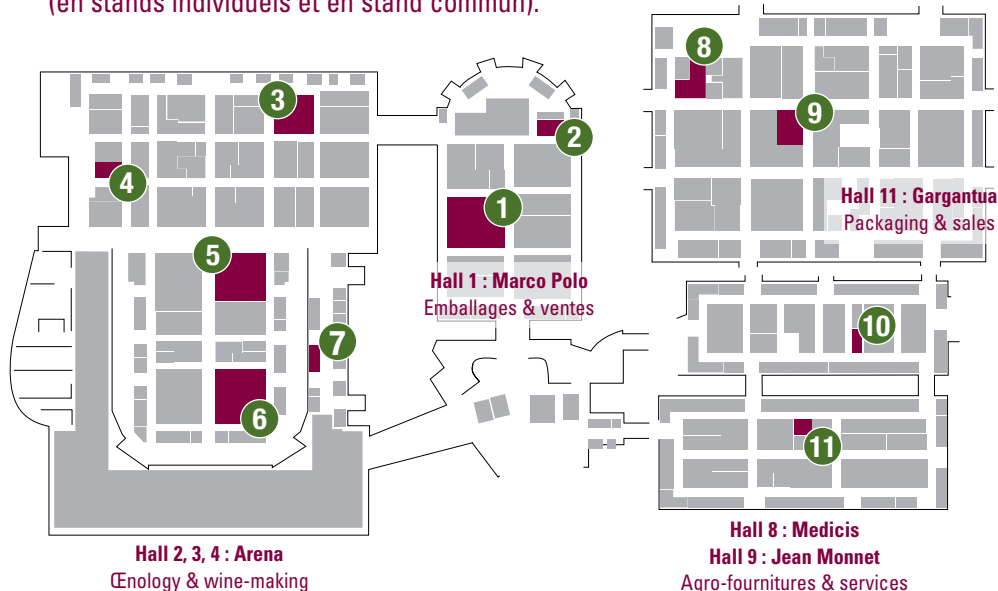 (en stands individuels et en stand commun).
8
3
9
2
4
1
Hall 11 : Gargantua
Packaging & sales
5
Hall 1 : Marco Polo
Emballages & ventes
10
7
6
11
Hall 2, 3, 4 : Arena
Œnology & wine-making
Hall 8 : Medicis
Hall 9 : Jean Monnet
Agro-fournitures & services